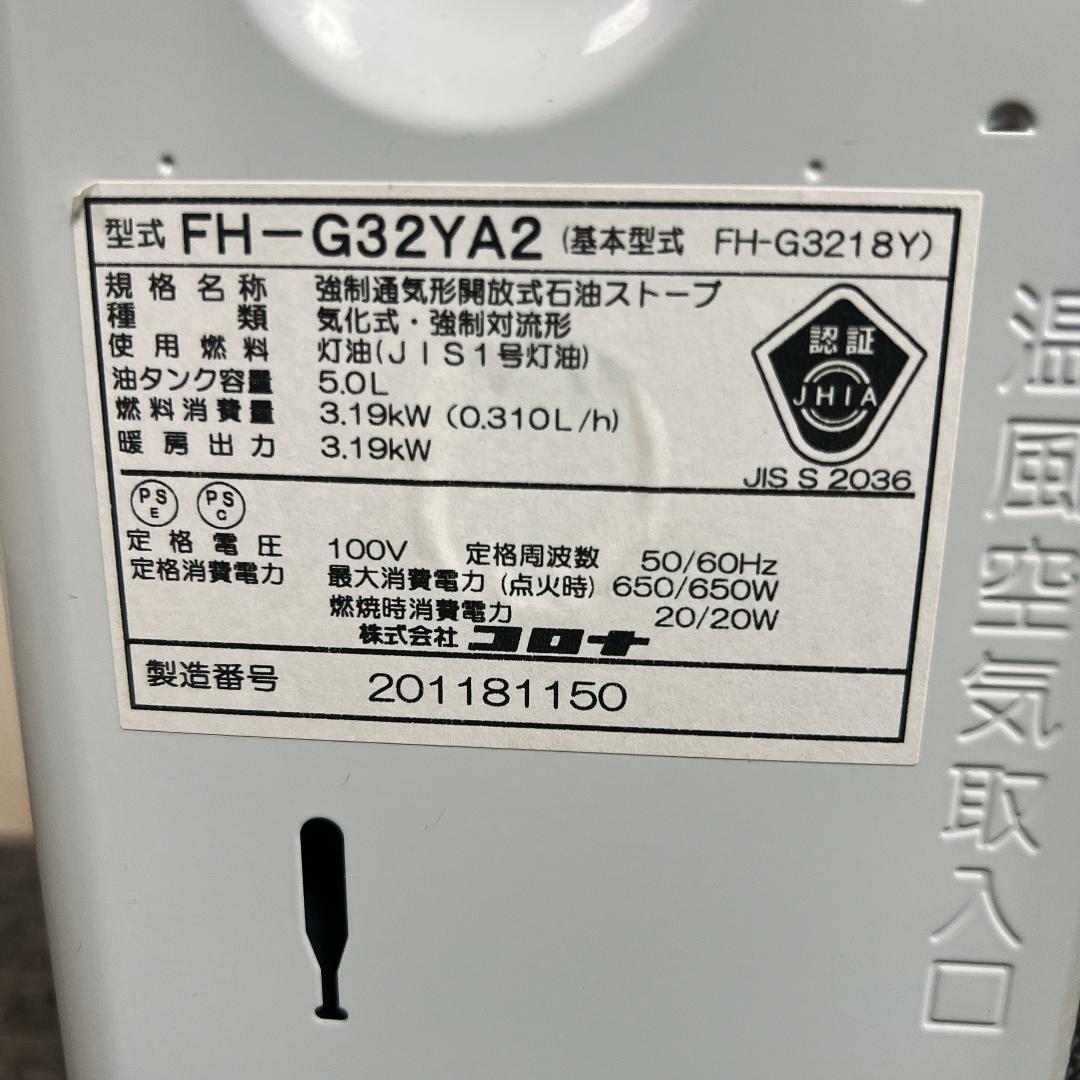 型式 FH-G32YA2 (基本型式 FH-G3218Y)
規格名称 強制通気形開放式石油ストーブ
種類 気化式・強制対流形
使用燃料 灯油(JIS1号灯油)
油タンク容量 5.0L
燃料消費量 3.19kW (0.310L/h)
暖房出力 3.19kW
認証
JHIA
JIS S 2036
PS E PS C
定格電圧 100V 定格周波数 50/60Hz
定格消費電力 最大消費電力 (点火時) 650/650W
燃焼時消費電力 20/20W
株式会社 コロナ
製造番号 201181150
温風空気取入口